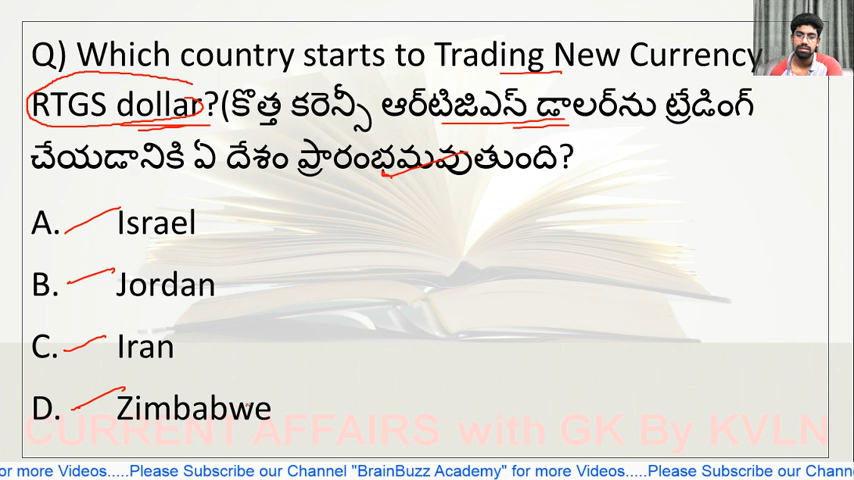 Q) Which country starts to Trading New Currency
RTGS dollar?(కొత్త కరెన్సీ ఆర్‌టిజిఎస్ డాలర్‌ను ట్రేడింగ్
చేయడానికి ఏ దేశం ప్రారంభమవుతుంది?
A. Israel
B. Jordan
C. Iran
D. Zimbabwe
CURRENT AFFAIRS with GK By KVLN
or more Videos.....Please Subscribe our Channel "BrainBuzz Academy" for more Videos.....Please Subscribe our Chann